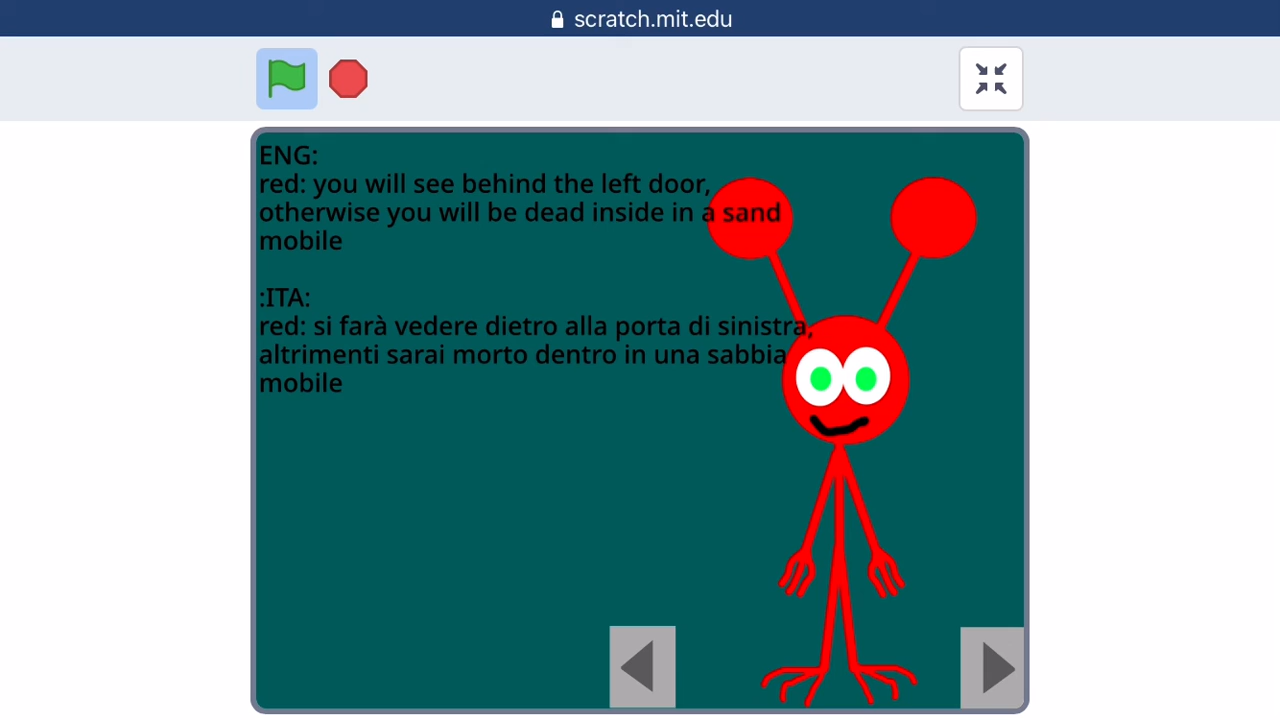 scratch.mit.edu
ENG:
red: you will see behind the left door,
otherwise you will be dead inside in a sand
mobile
:ITA:
red: si farà vedere dietro alla porta di sinistra,
altrimenti sarai morto dentro in una sabbia
mobile